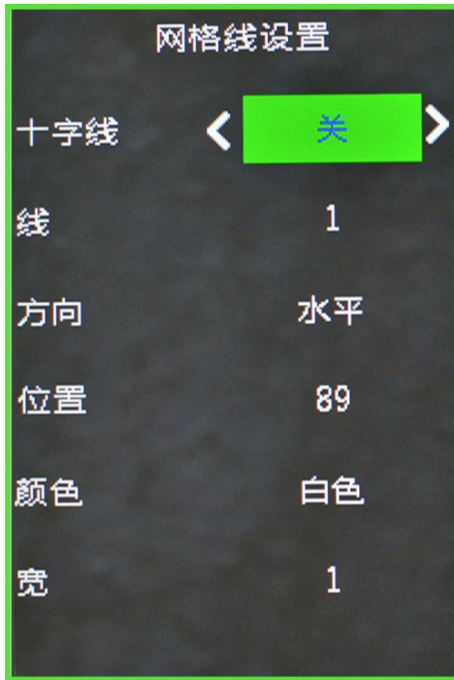 网格线设置
十字线 关
线 1
方向 水平
位置 89
颜色 白色
宽 1